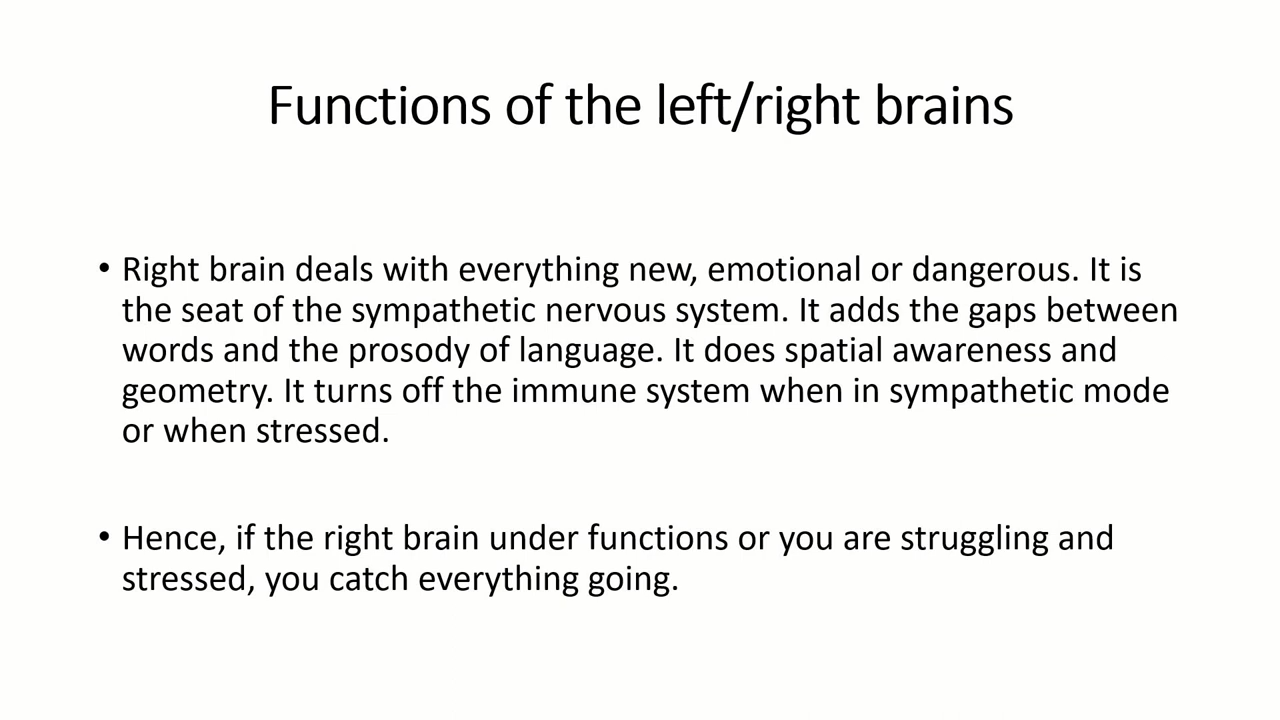 Functions of the left/right brains
• Right brain deals with everything new, emotional or dangerous. It is
the seat of the sympathetic nervous system. It adds the gaps between
words and the prosody of language. It does spatial awareness and
geometry. It turns off the immune system when in sympathetic mode
or when stressed.
• Hence, if the right brain under functions or you are struggling and
stressed, you catch everything going.